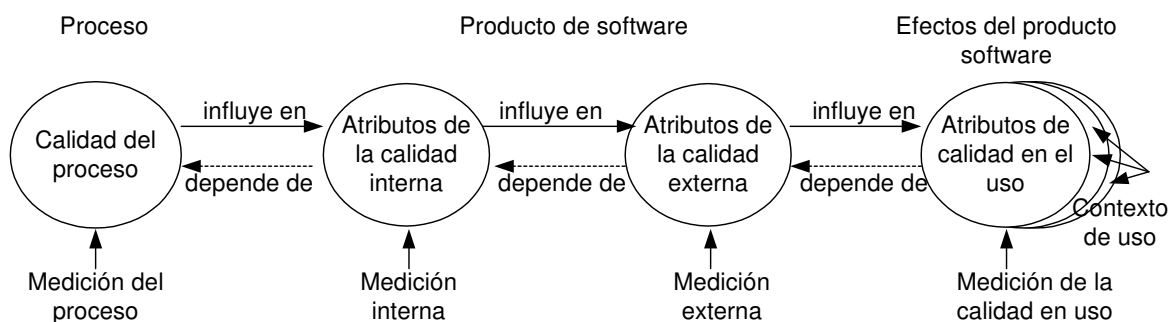 Proceso
Producto de software
Efectos del producto
software
Calidad del
proceso
influye en
depende de
Atributos de
la calidad
interna
influye en
depende de
Atributos de
la calidad
externa
influye en
depende de
Atributos de
calidad en el
uso
Contexto
de uso
Medición del
proceso
Medición
interna
Medición
externa
Medición de la
calidad en uso